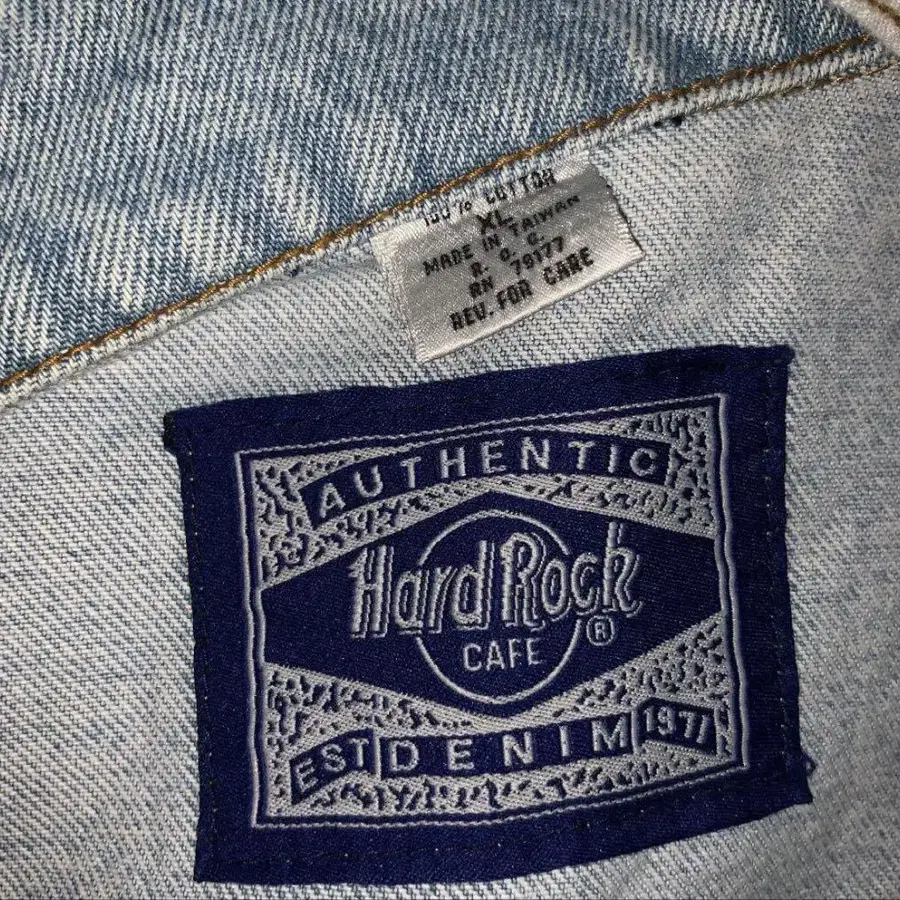 100% COTTON
XL
MADE IN TAIWAN
R. O. C.
RN 79177
REV. FOR CARE
AUTHENTIC
Hard Rock
CAFE
®
EST DENIM 1971